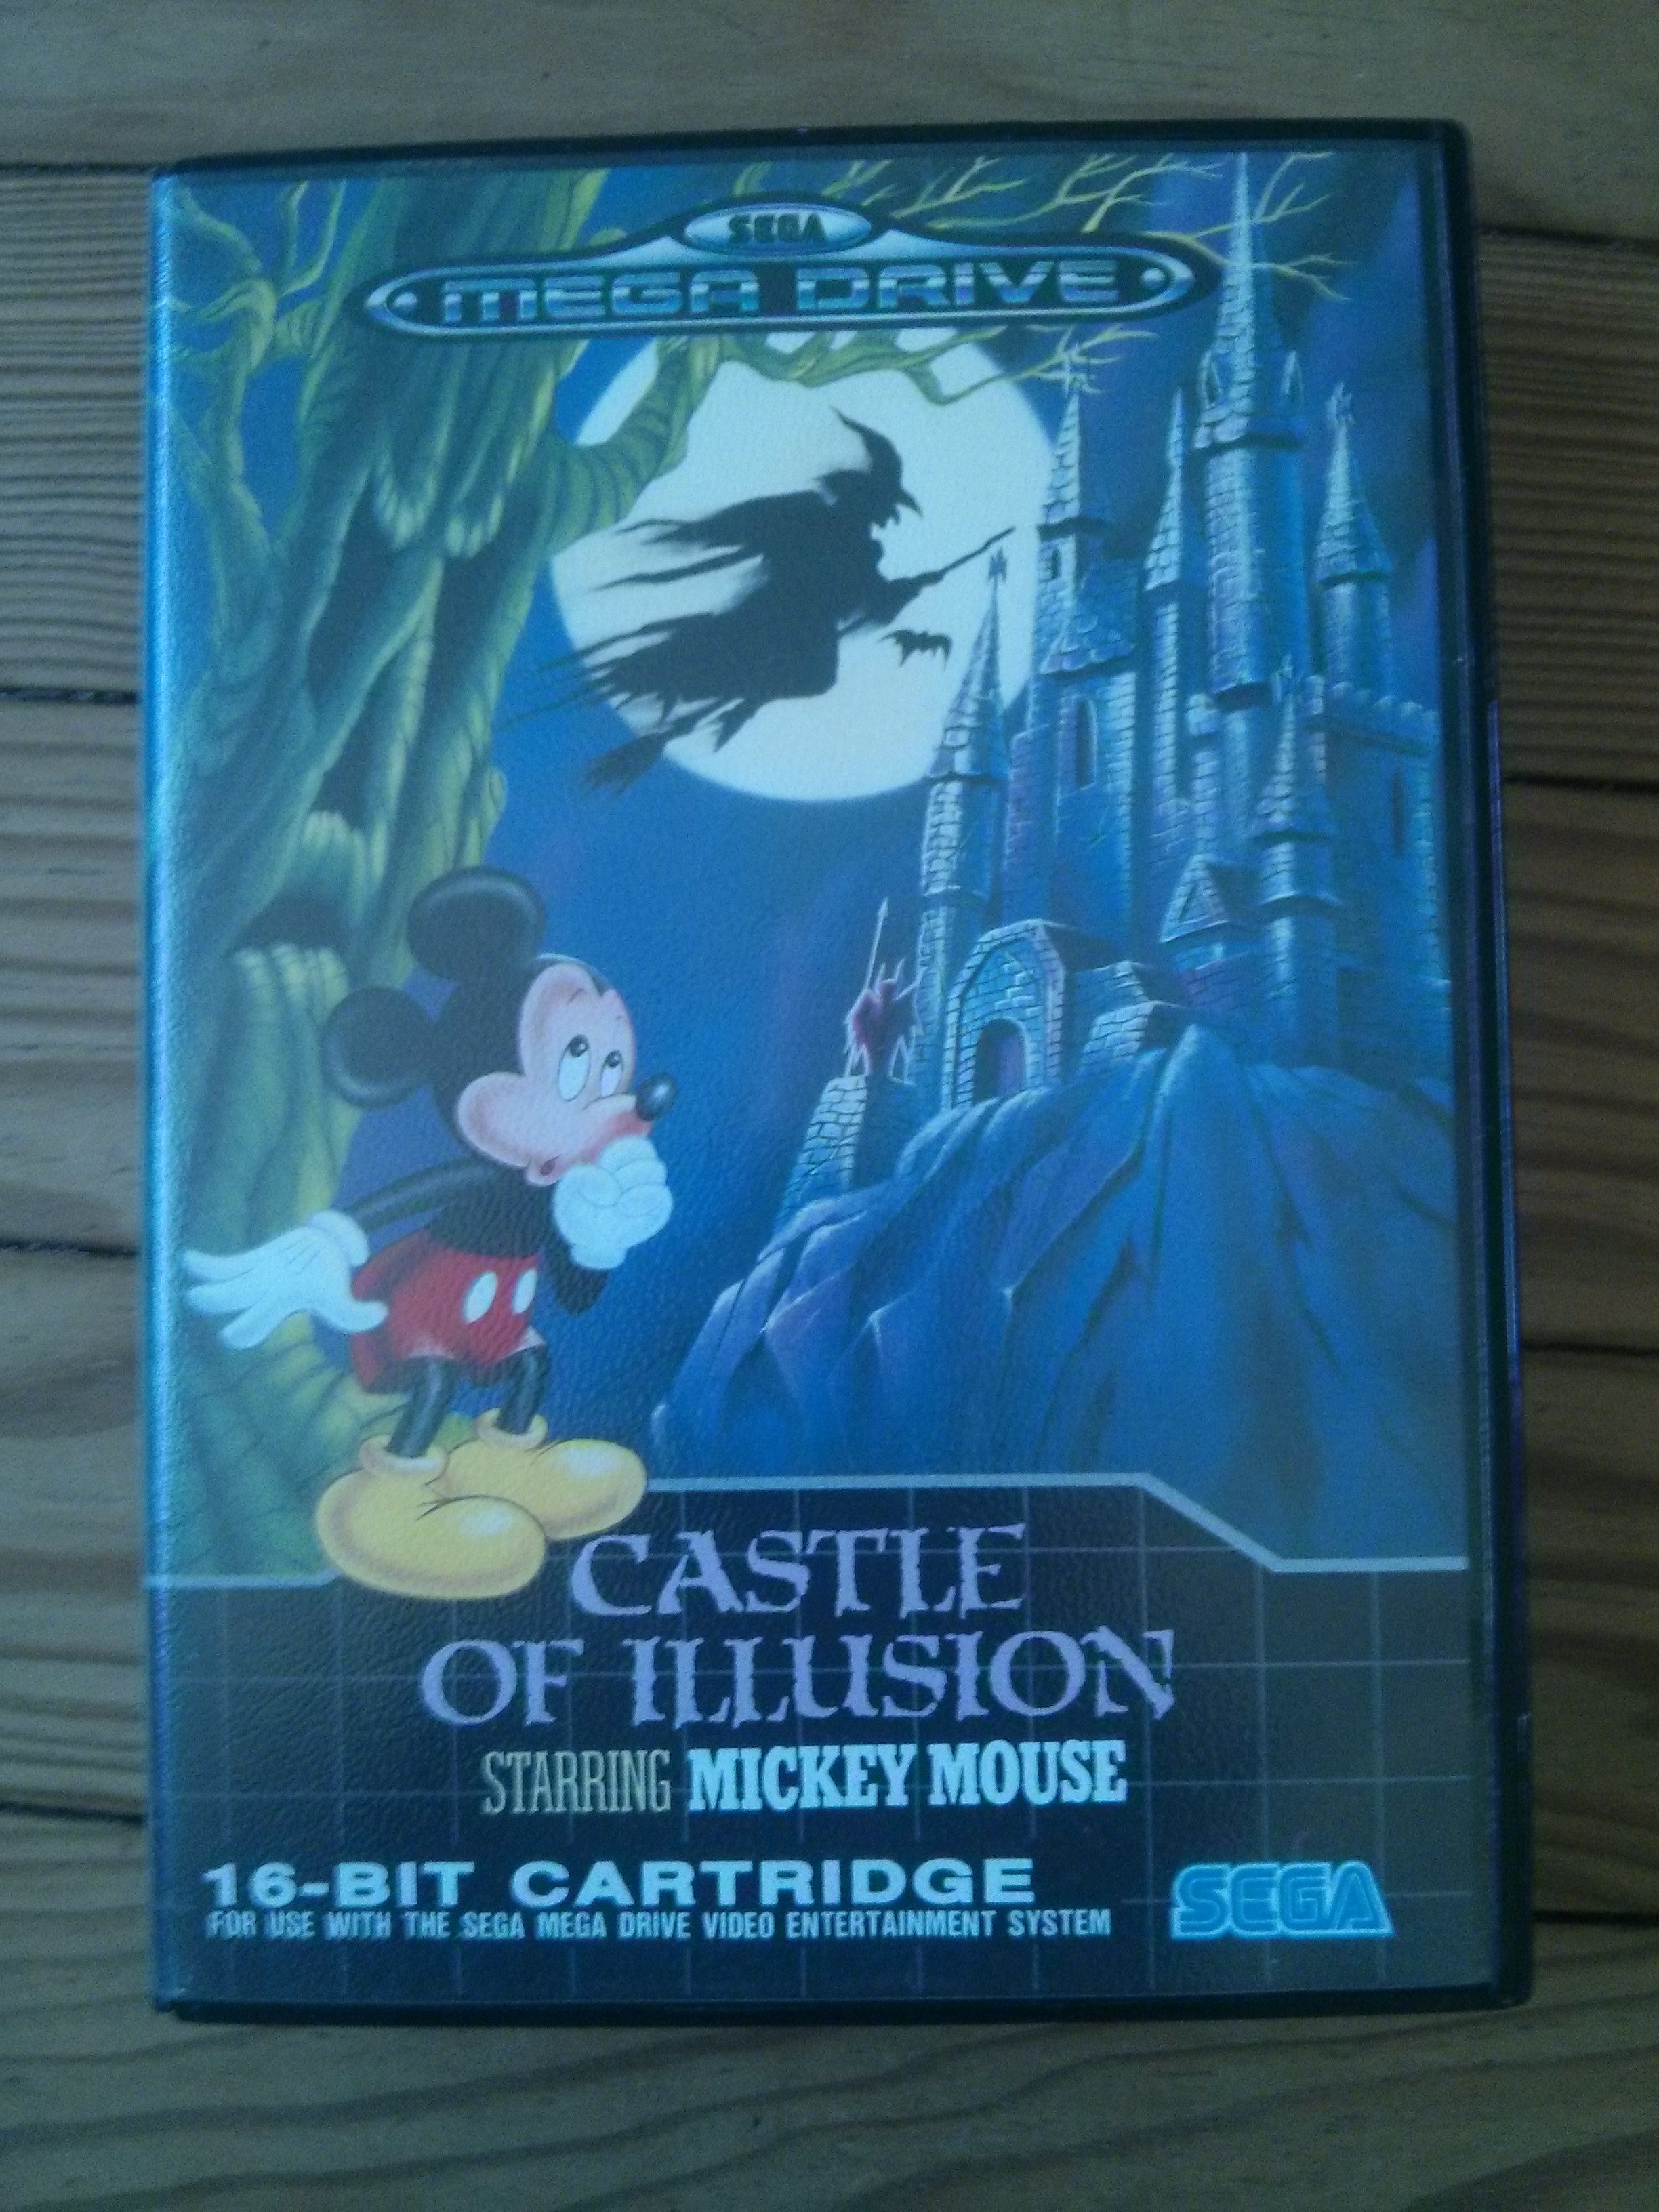 SEGA
MEGA DRIVE
CASTLE
OF ILLUSION
STARRING MICKEY MOUSE
16-BIT CARTRIDGE
FOR USE WITH THE SEGA MEGA DRIVE VIDEO ENTERTAINMENT SYSTEM
SEGA